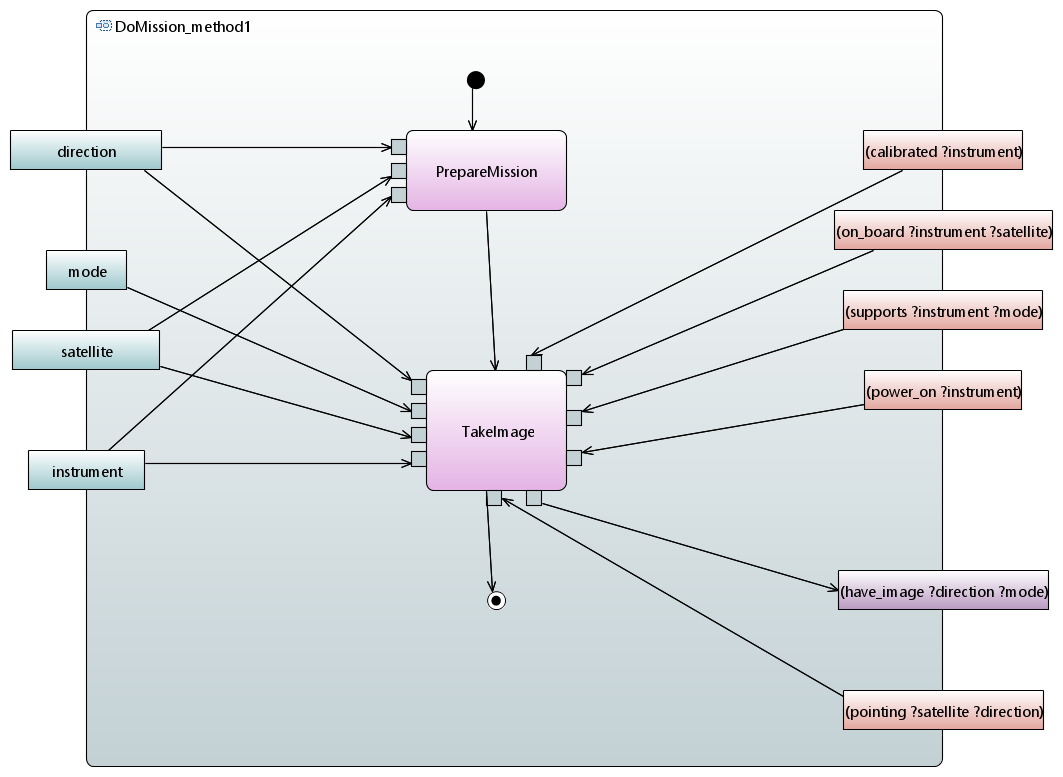 DoMission_method1
direction
PrepareMission
(calibrated ?instrument)
(on_board ?instrument ?satellite)
mode
(supports ?instrument ?mode)
satellite
(power_on ?instrument)
TakeImage
instrument
(have_image ?direction ?mode)
(pointing ?satellite ?direction)